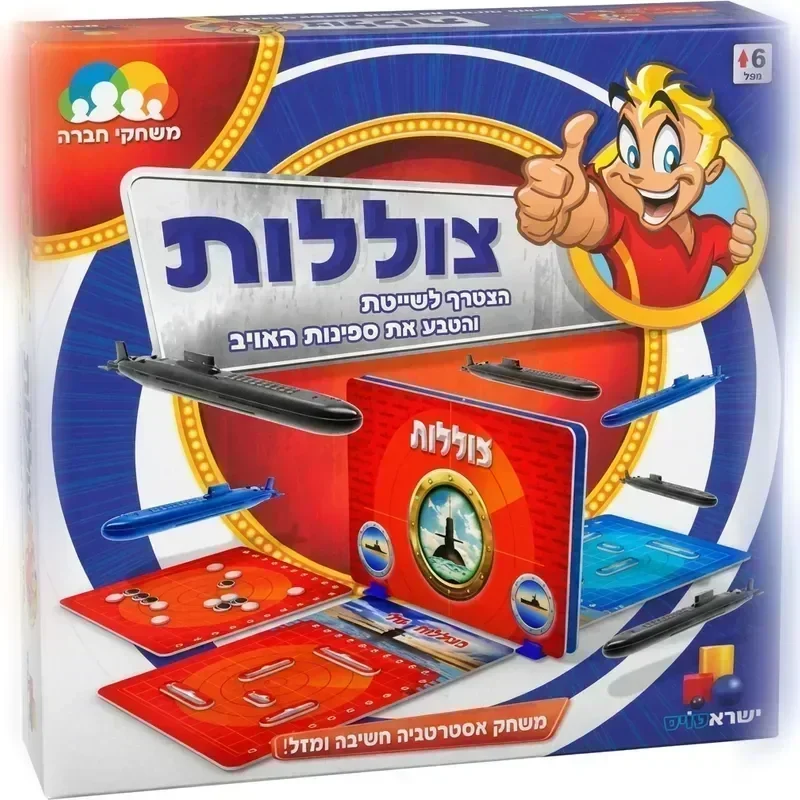 משחקי חברה
6
מגיל
צוללות
הצטרף לשייטת
והטבע את ספינות האויב
צוללות
משחק אסטרטגיה חשיבה ומזל!
ישראטויס